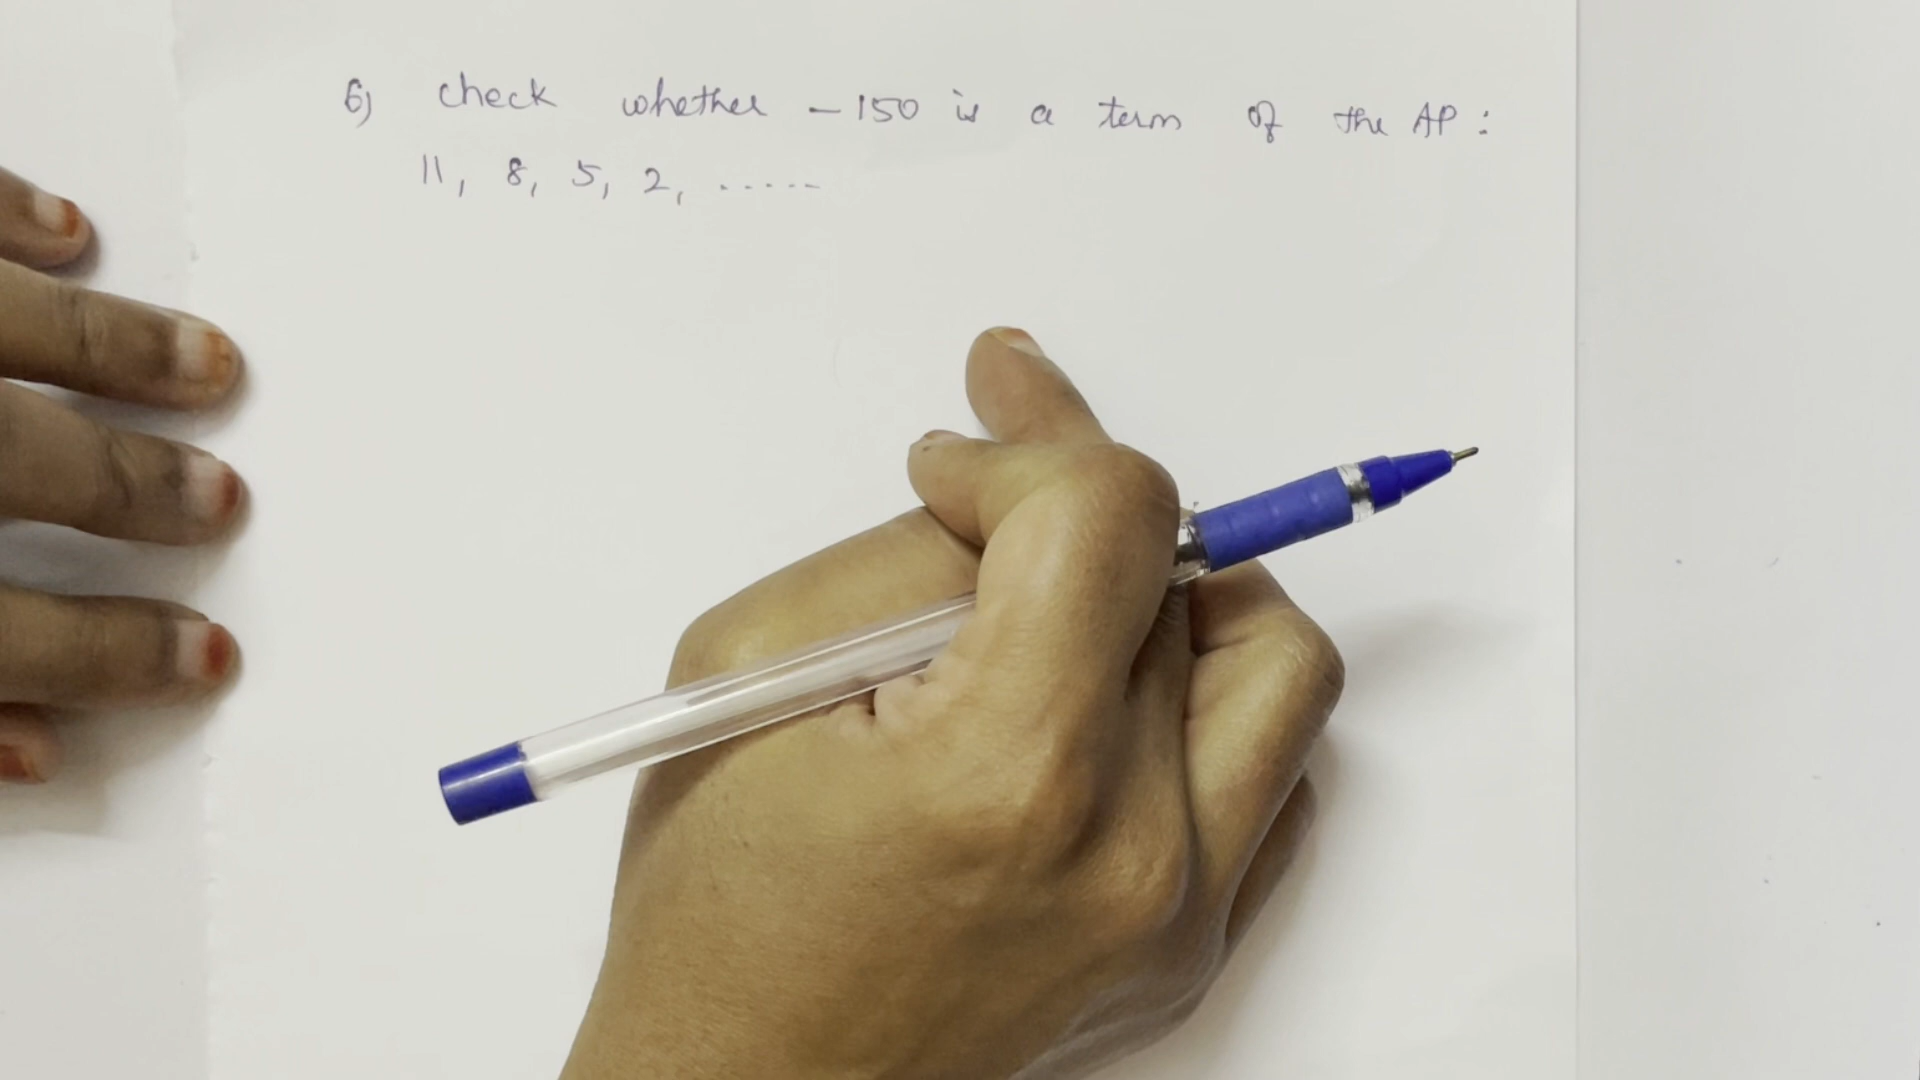 6) check whether - 150 is a term of the AP :
11, 8, 5, 2, ......